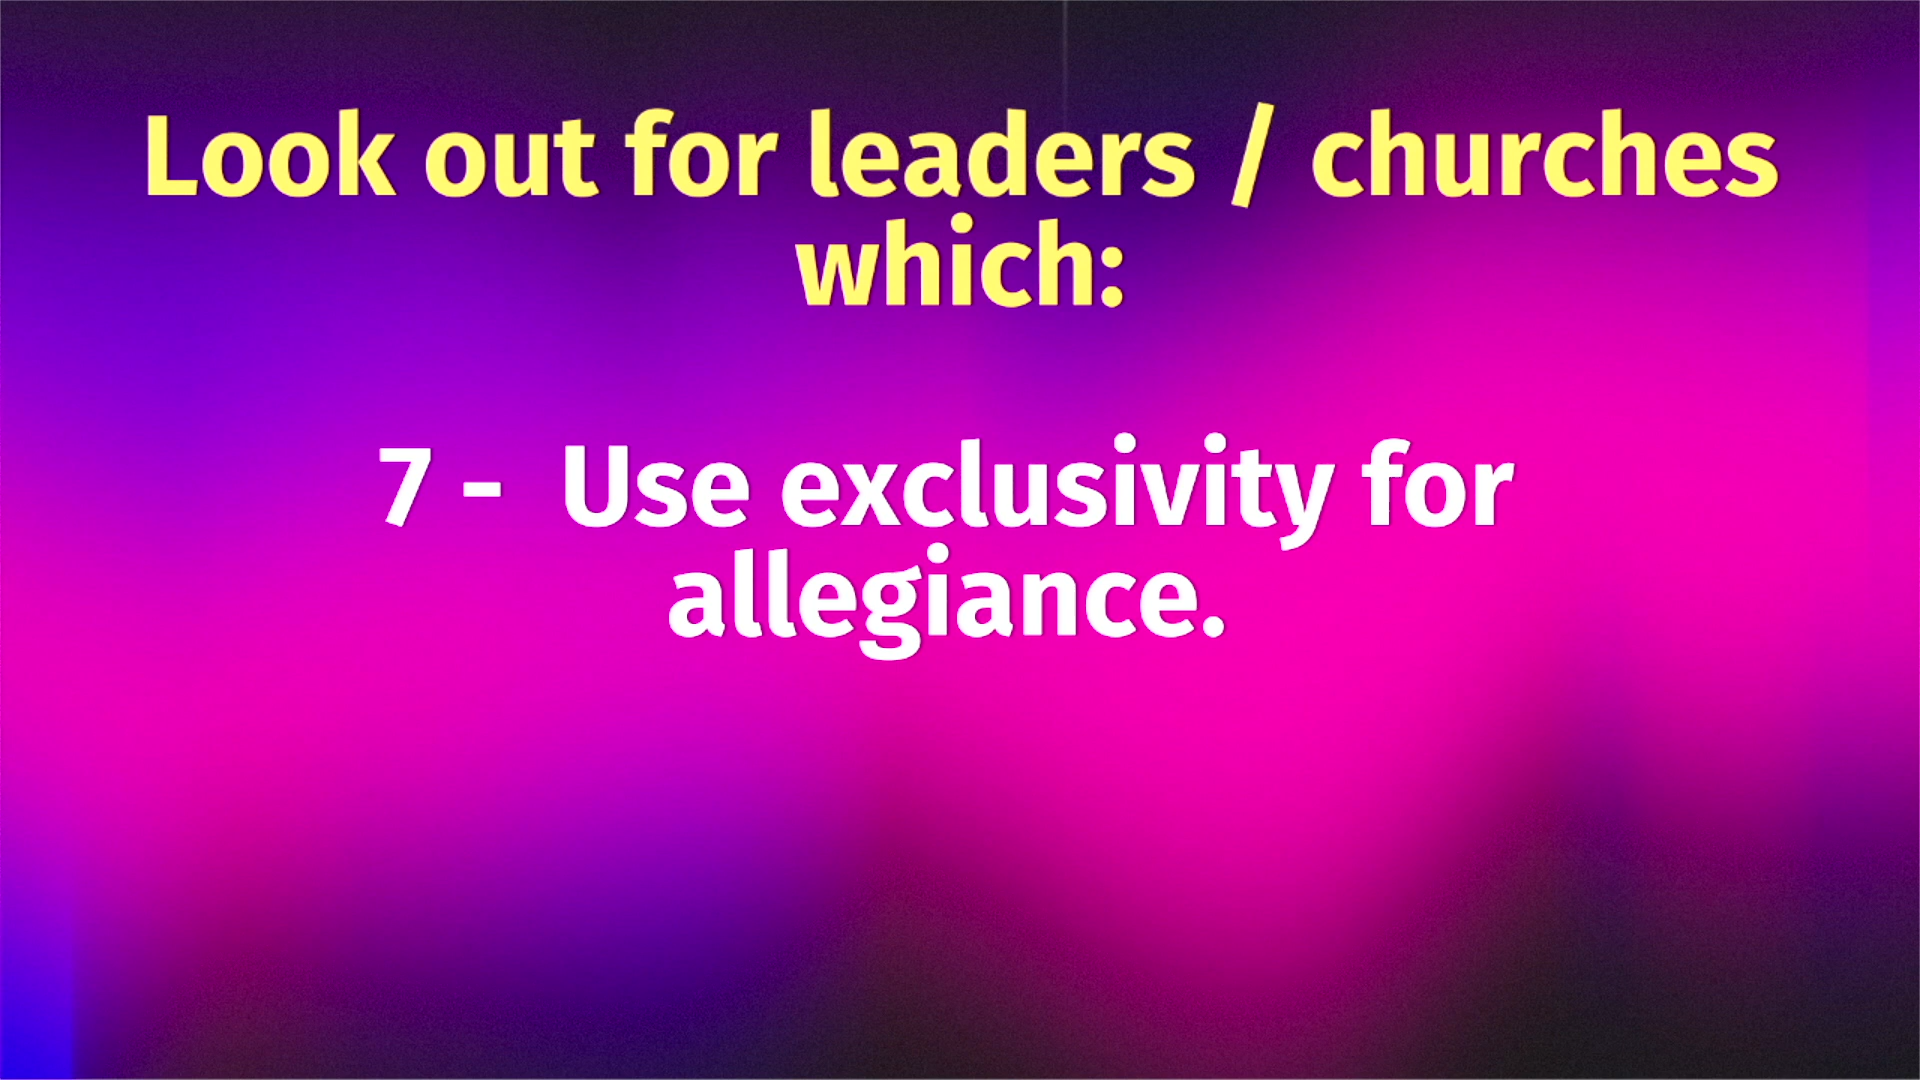 Look out for leaders / churches
which:
7 -  Use exclusivity for
allegiance.